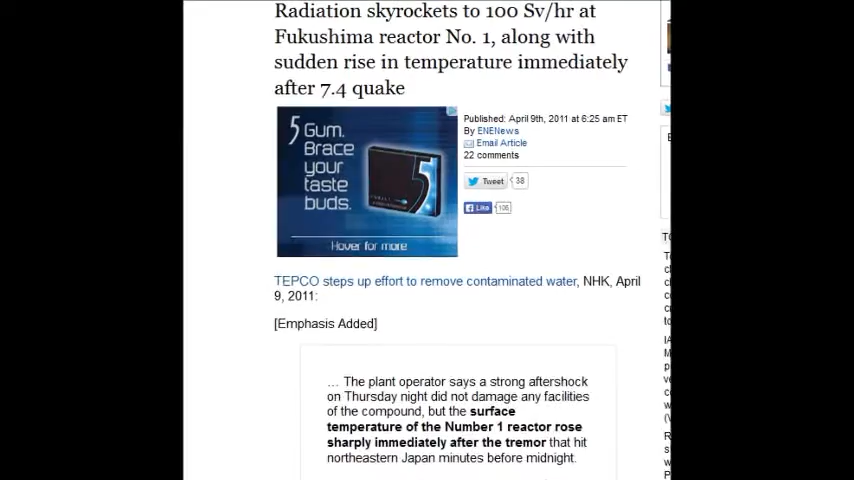 Radiation skyrockets to 100 Sv/hr at
Fukushima reactor No. 1, along with
sudden rise in temperature immediately
after 7.4 quake
5 Gum.
Brace
your
taste
buds.
Hover for more
Published: April 9th, 2011 at 6:25 am ET
By ENENews
Email Article
22 comments
Tweet 38
Like 106
TEPCO steps up effort to remove contaminated water, NHK, April
9, 2011:
[Emphasis Added]
… The plant operator says a strong aftershock
on Thursday night did not damage any facilities
of the compound, but the surface
temperature of the Number 1 reactor rose
sharply immediately after the tremor that hit
northeastern Japan minutes before midnight.